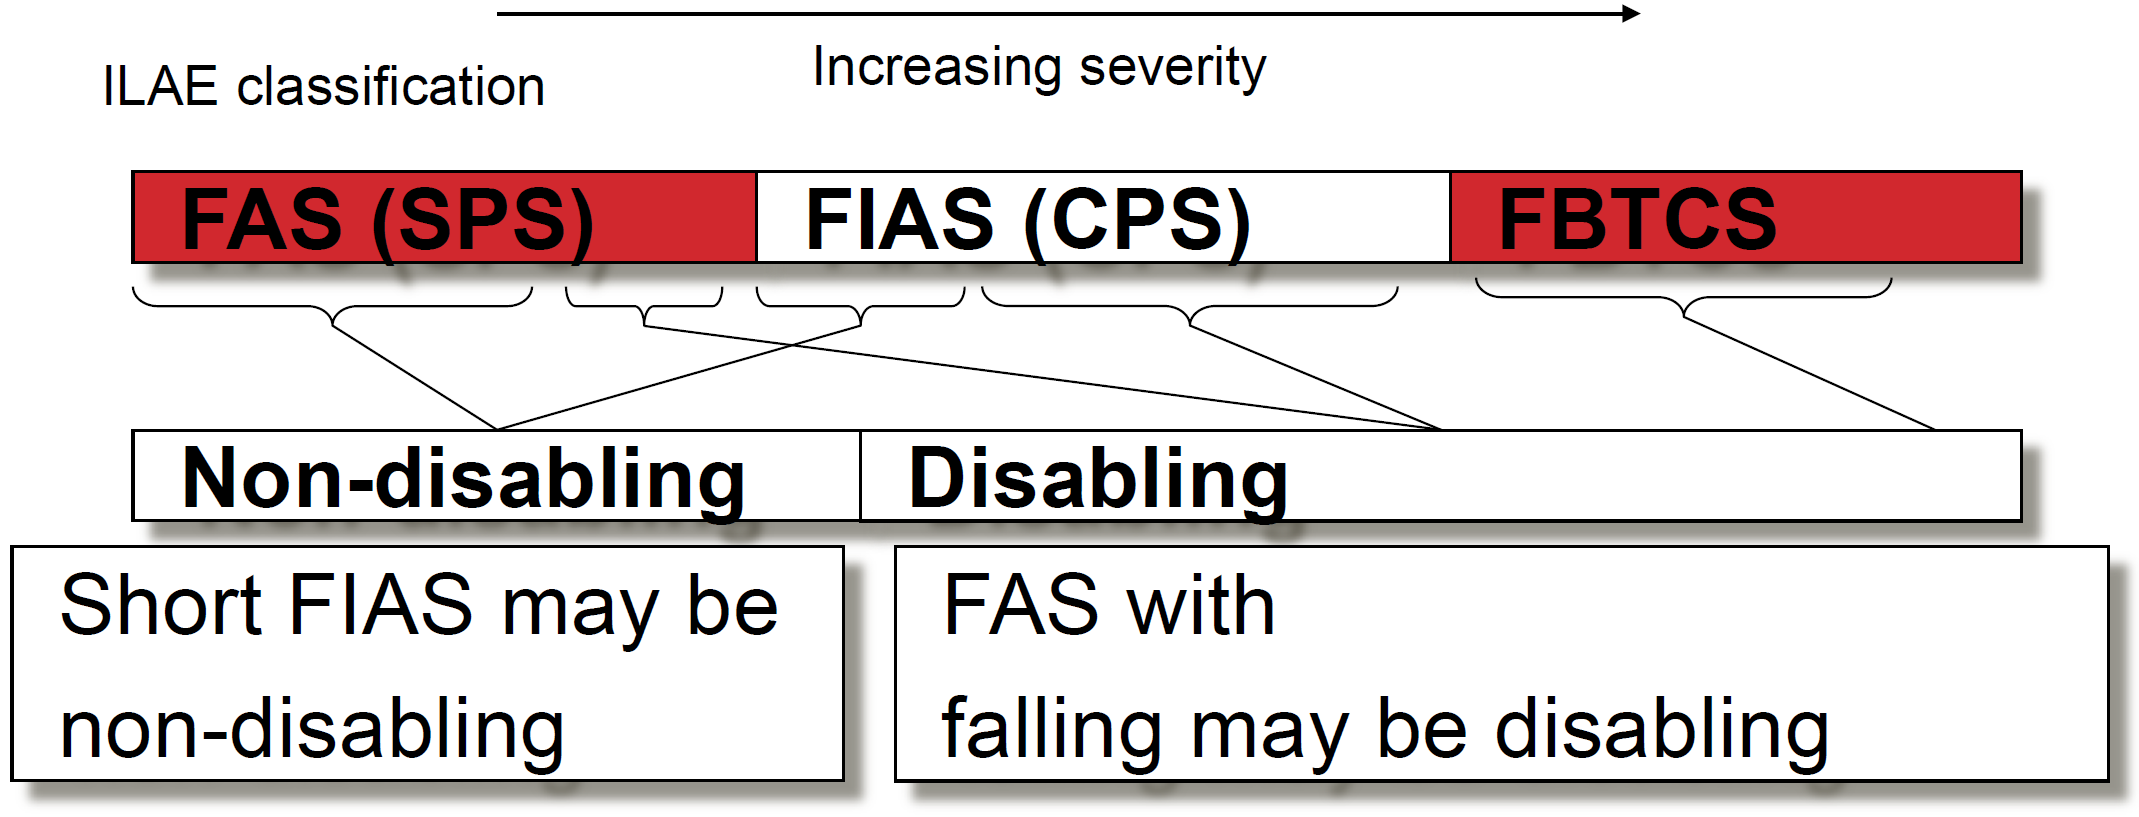 Increasing severity
ILAE classification
FAS (SPS)
FIAS (CPS)
FBTCS
Non-disabling
Disabling
Short FIAS may be
non-disabling
FAS with
falling may be disabling